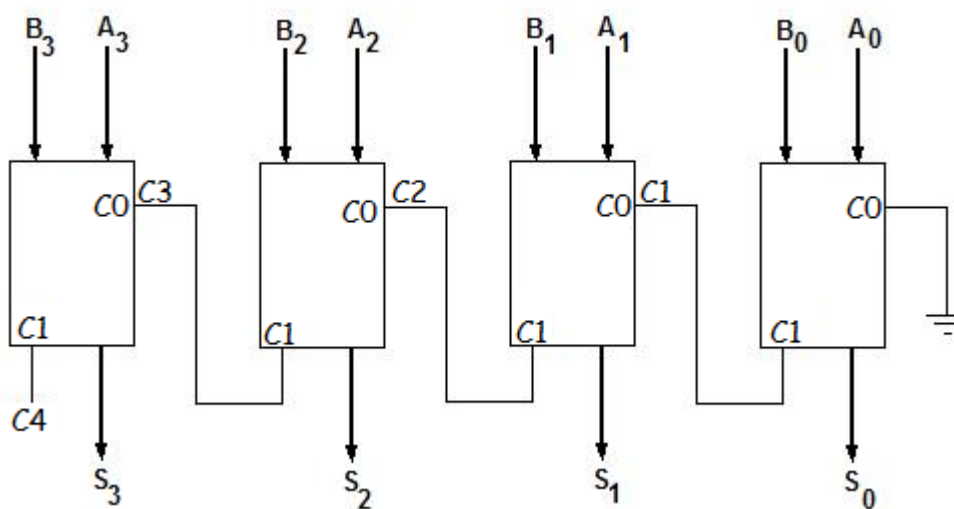 B3 A3 B2 A2 B1 A1 B0 A0
C0 C3 C0 C2 C0 C1 C0
C1 C1 C1 C1
C4
S3 S2 S1 S0